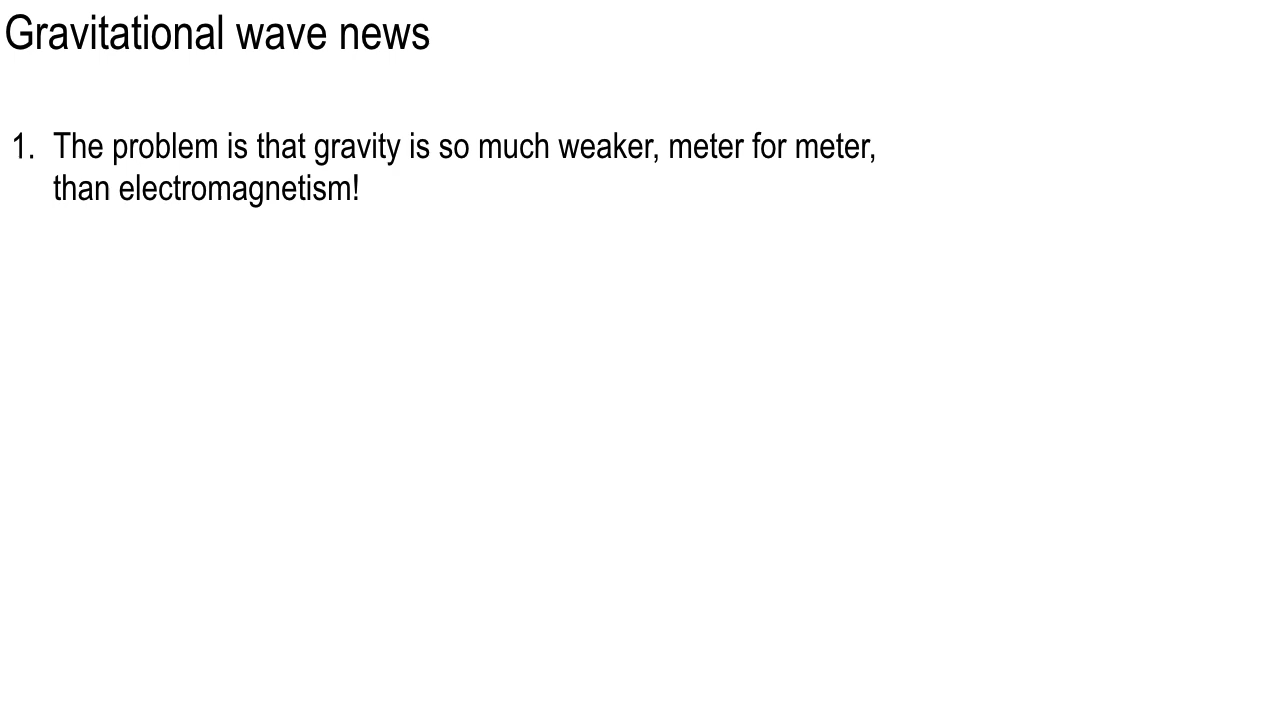 Gravitational wave news
1. The problem is that gravity is so much weaker, meter for meter,
than electromagnetism!